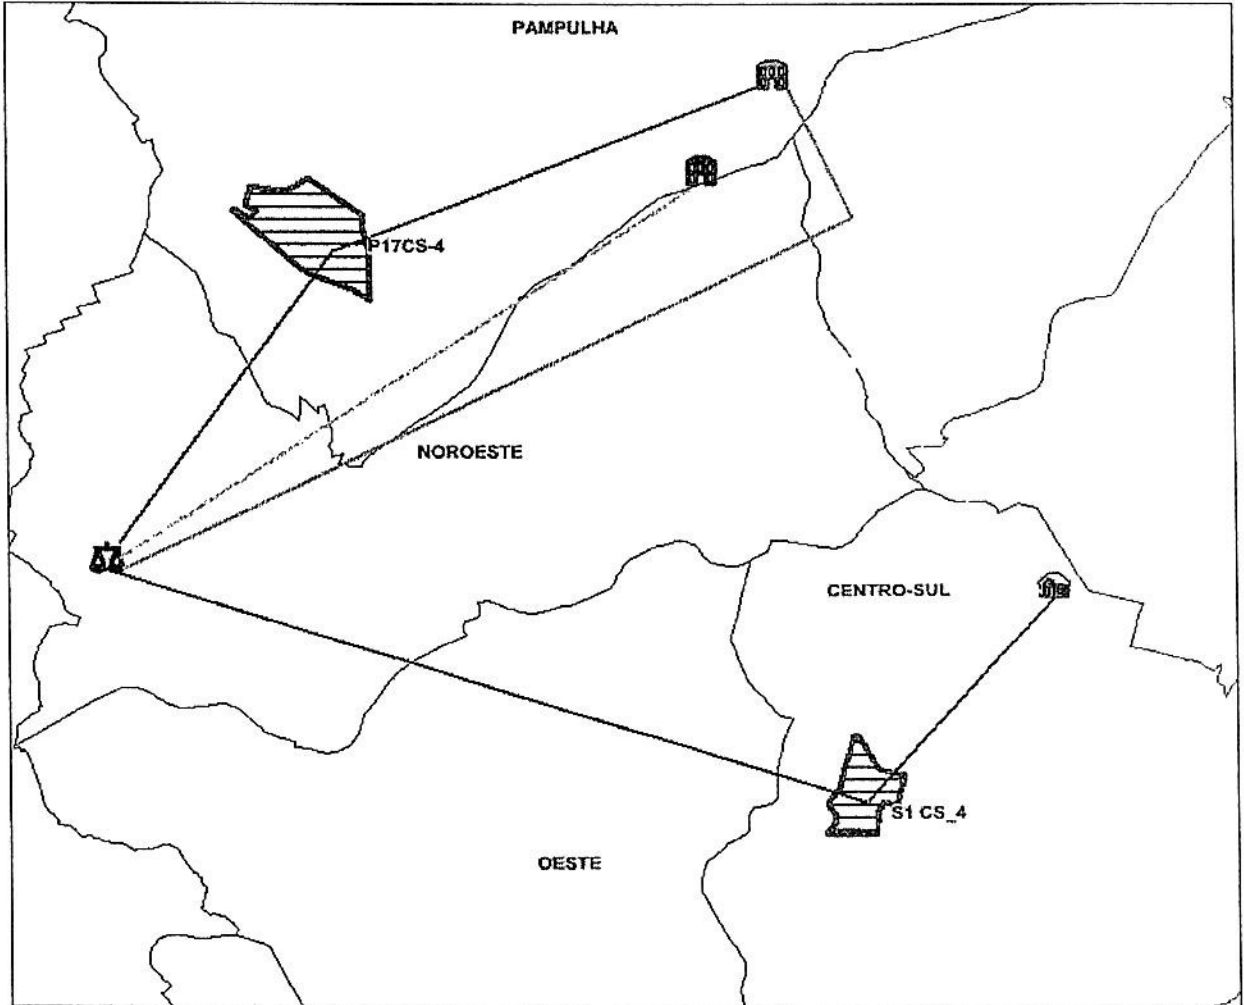 PAMPULHA
P17CS-4
NOROESTE
CENTRO-SUL
S1 CS_4
OESTE